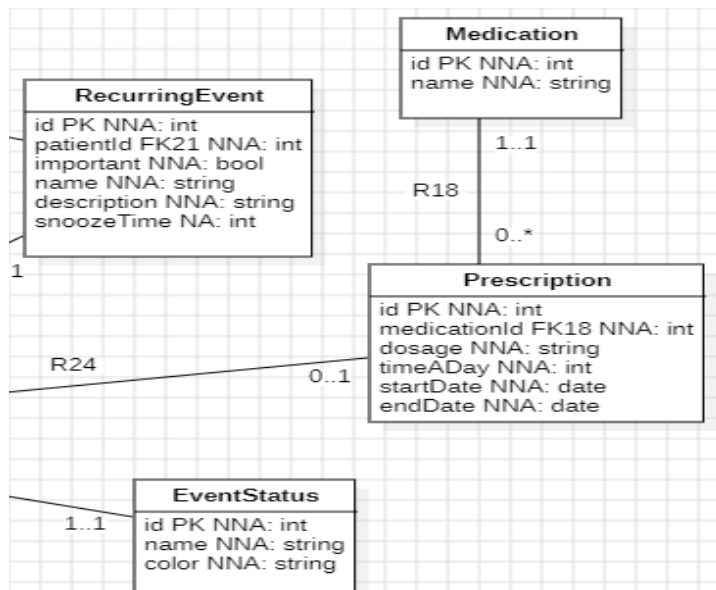 Medication
id PK NNA: int
name NNA: string
RecurringEvent
id PK NNA: int
patientId FK21 NNA: int
important NNA: bool
name NNA: string
description NNA: string
snoozeTime NA: int
1..1
R18
0..*
1
Prescription
id PK NNA: int
medicationId FK18 NNA: int
dosage NNA: string
timeADay NNA: int
startDate NNA: date
endDate NNA: date
R24
0..1
EventStatus
id PK NNA: int
name NNA: string
color NNA: string
1..1